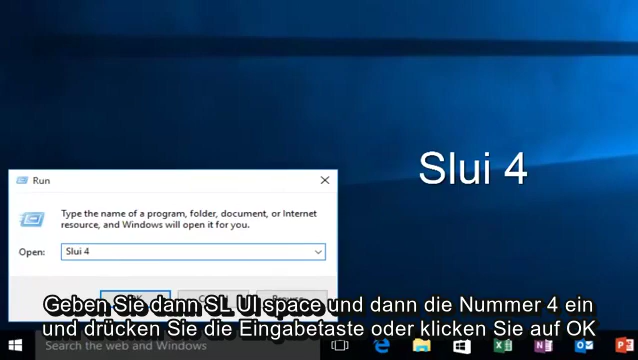 Slui 4
Run
Type the name of a program, folder, document, or Internet
resource, and Windows will open it for you.
Open: Slui 4
Geben Sie dann SL UI space und dann die Nummer 4 ein
und drücken Sie die Eingabetaste oder klicken Sie auf OK
Search the web and Windows